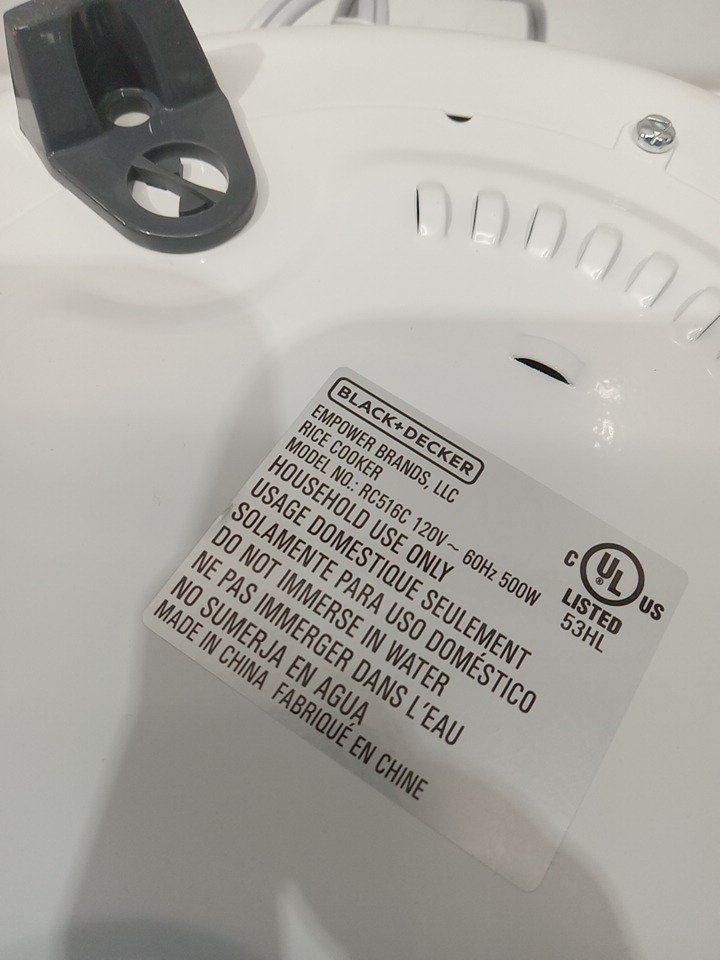 BLACK+DECKER
EMPOWER BRANDS, LLC
RICE COOKER
MODEL NO.: RC516C 120V~ 60Hz 500W
HOUSEHOLD USE ONLY
USAGE DOMESTIQUE SEULEMENT
SOLAMENTE PARA USO DOMÉSTICO
DO NOT IMMERSE IN WATER
NE PAS IMMERGER DANS L'EAU
NO SUMERJA EN AGUA
MADE IN CHINA FABRIQUÉ EN CHINE
C UL ® US
LISTED
53HL